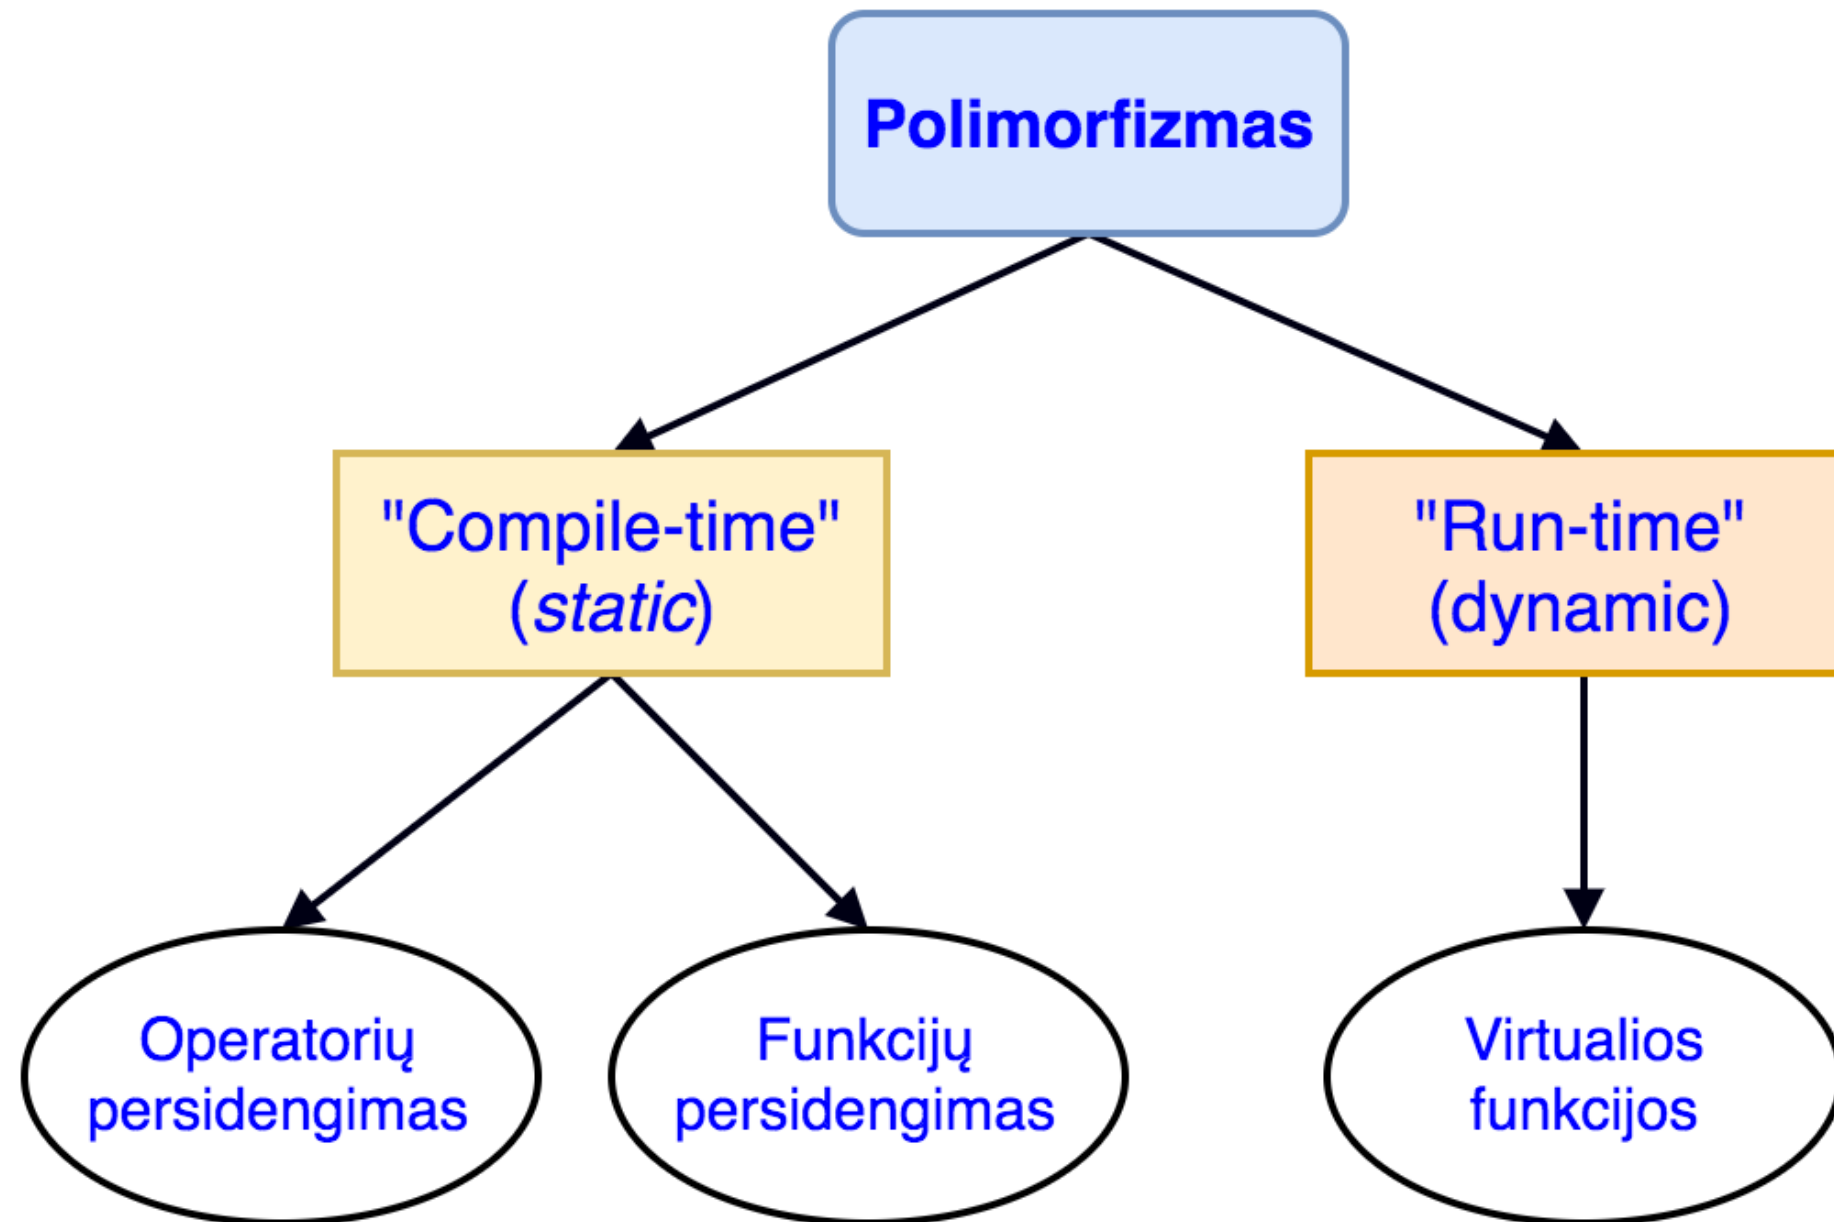 Polimorfizmas
"Compile-time"
(static)
"Run-time"
(dynamic)
Operatorių
persidengimas
Funkcijų
persidengimas
Virtualios
funkcijos